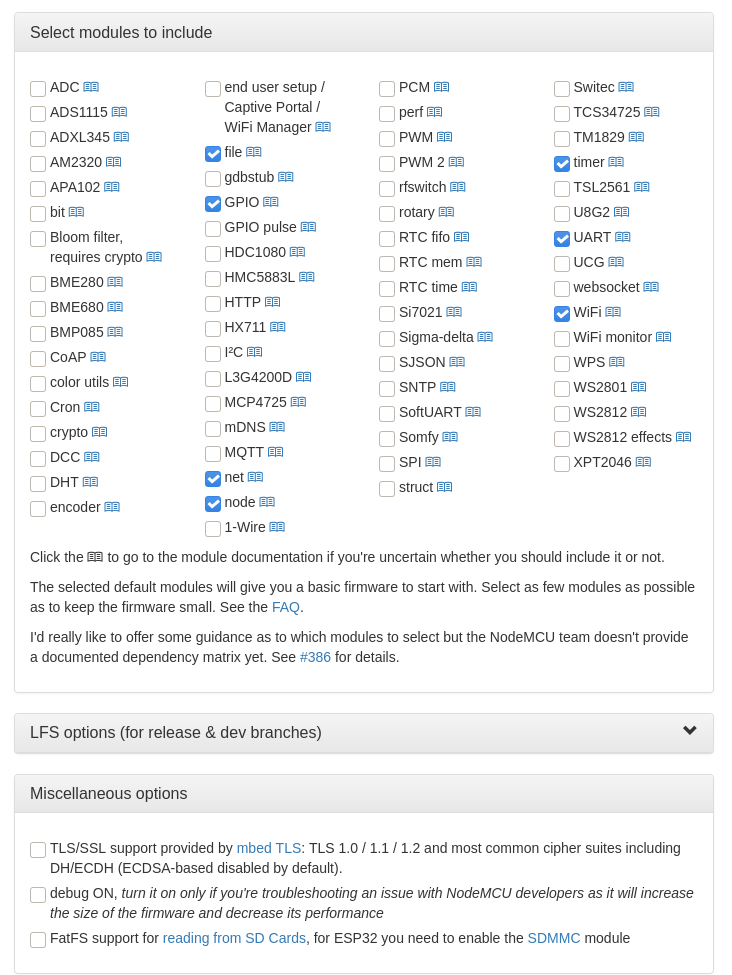 Select modules to include
ADC
ADS1115
ADXL345
AM2320
APA102
bit
Bloom filter,
requires crypto
BME280
BME680
BMP085
CoAP
color utils
Cron
crypto
DCC
DHT
encoder
end user setup /
Captive Portal /
WiFi Manager
file
gdbstub
GPIO
GPIO pulse
HDC1080
HMC5883L
HTTP
HX711
I²C
L3G4200D
MCP4725
mDNS
MQTT
net
node
1-Wire
PCM
perf
PWM
PWM 2
rfswitch
rotary
RTC fifo
RTC mem
RTC time
Si7021
Sigma-delta
SJSON
SNTP
SoftUART
Somfy
SPI
struct
Switec
TCS34725
TM1829
timer
TSL2561
U8G2
UART
UCG
websocket
WiFi
WiFi monitor
WPS
WS2801
WS2812
WS2812 effects
XPT2046
Click the to go to the module documentation if you're uncertain whether you should include it or not.
The selected default modules will give you a basic firmware to start with. Select as few modules as possible
as to keep the firmware small. See the FAQ.
I'd really like to offer some guidance as to which modules to select but the NodeMCU team doesn't provide
a documented dependency matrix yet. See #386 for details.
LFS options (for release & dev branches)
Miscellaneous options
TLS/SSL support provided by mbed TLS: TLS 1.0 / 1.1 / 1.2 and most common cipher suites including
DH/ECDH (ECDSA-based disabled by default).
debug ON, turn it on only if you're troubleshooting an issue with NodeMCU developers as it will increase
the size of the firmware and decrease its performance
FatFS support for reading from SD Cards, for ESP32 you need to enable the SDMMC module